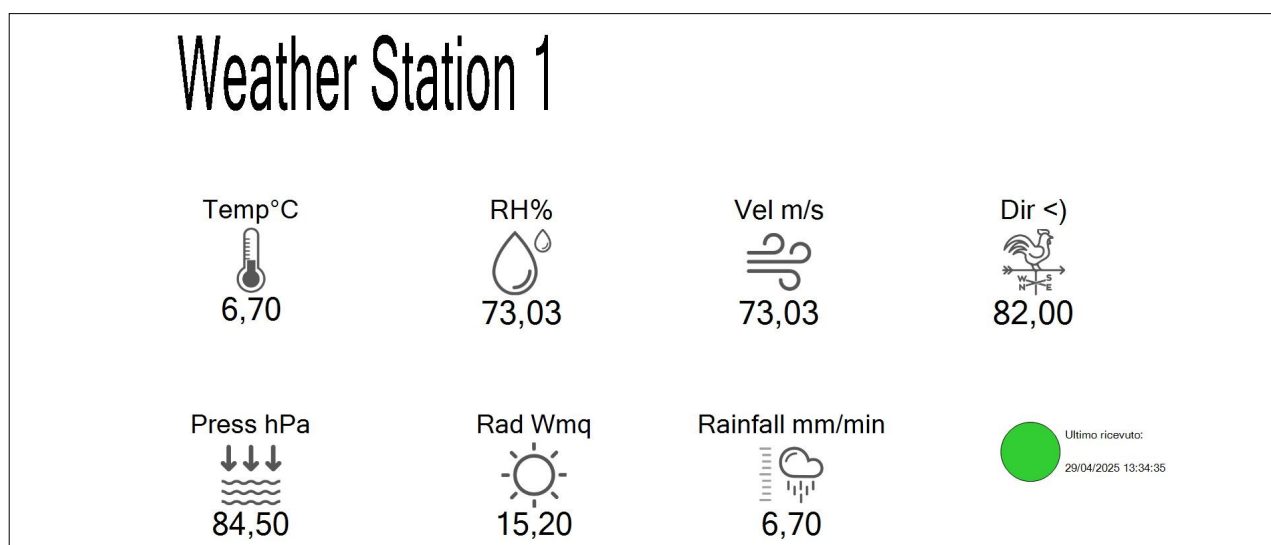 Weather Station 1
Temp°C RH% Vel m/s Dir <)
W S
N E
6,70 73,03 73,03 82,00
Press hPa Rad Wmq Rainfall mm/min
Ultimo ricevuto:
29/04/2025 13:34:35
84,50 15,20 6,70